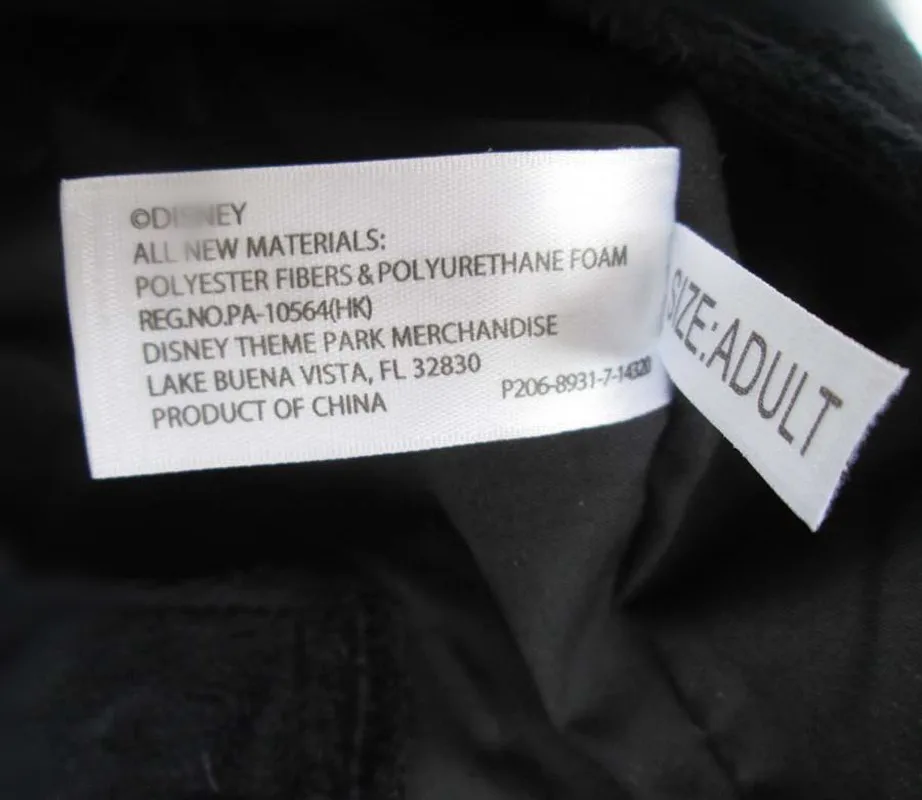 ©DISNEY
ALL NEW MATERIALS:
POLYESTER FIBERS & POLYURETHANE FOAM
REG.NO.PA-10564(HK)
DISNEY THEME PARK MERCHANDISE
LAKE BUENA VISTA, FL 32830
PRODUCT OF CHINA
P206-8931-7-14320
SIZE:ADULT